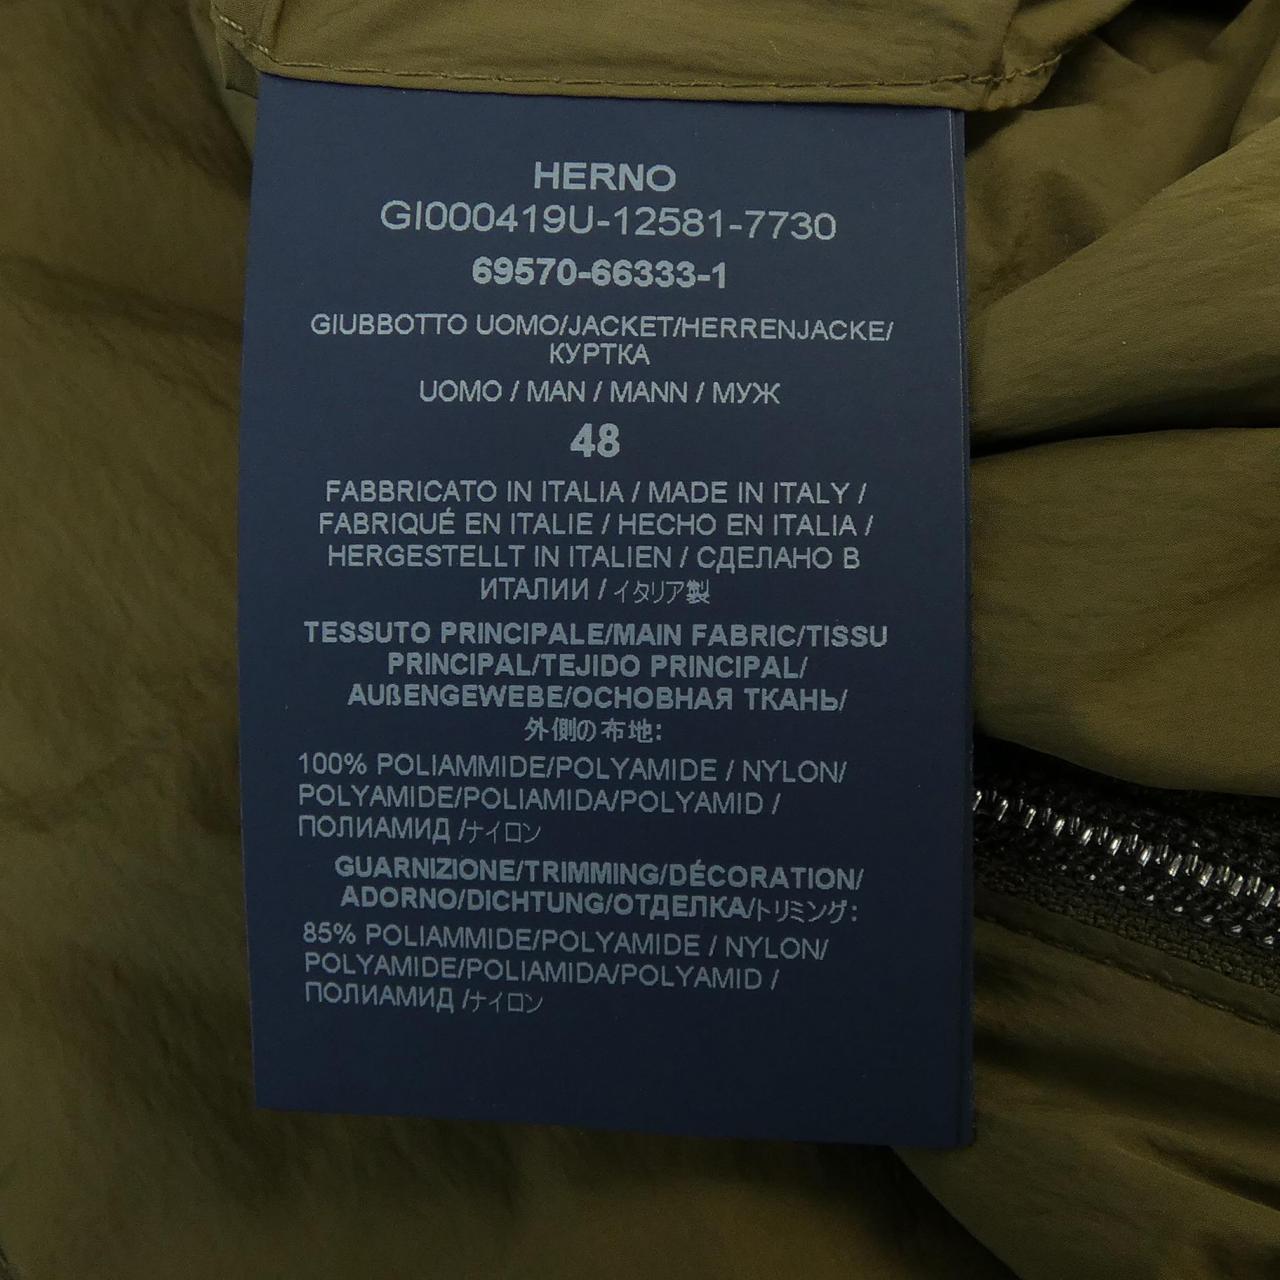 HERNO
GI000419U-12581-7730
69570-66333-1
GIUBBOTTO UOMO/JACKET/HERRENJACKE/
КУРТКА
UOMO / MAN / MANN / МУЖ
48
FABBRICATO IN ITALIA / MADE IN ITALY /
FABRIQUÉ EN ITALIE / HECHO EN ITALIA /
HERGESTELLT IN ITALIEN / СДЕЛАНО В
ИТАЛИИ / イタリア製
TESSUTO PRINCIPALE/MAIN FABRIC/TISSU
PRINCIPAL/TEJIDO PRINCIPAL/
AUßENGEWEBE/ОСНОВНАЯ ТКАНЬ/
外側の布地:
100% POLIAMMIDE/POLYAMIDE / NYLON/
POLYAMIDE/POLIAMIDA/POLYAMID /
ПОЛИАМИД /ナイロン
GUARNIZIONE/TRIMMING/DÉCORATION/
ADORNO/DICHTUNG/ОТДЕЛКА/トリミング:
85% POLIAMMIDE/POLYAMIDE / NYLON/
POLYAMIDE/POLIAMIDA/POLYAMID /
ПОЛИАМИД /ナイロン